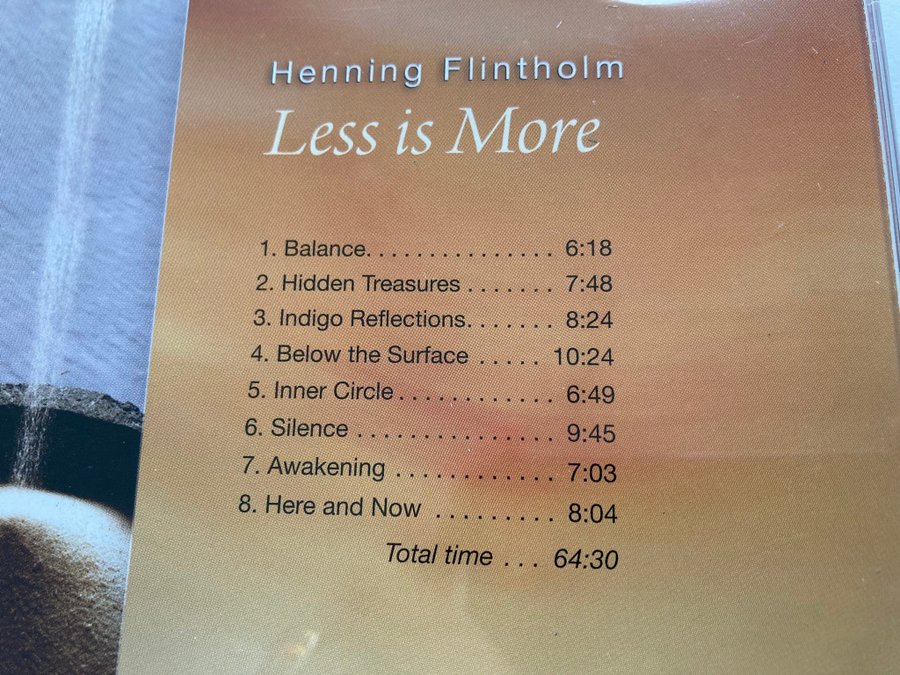 Henning Flintholm
Less is More
1. Balance. . . . . . . . . . . . . . . . 6:18
2. Hidden Treasures . . . . . . . 7:48
3. Indigo Reflections. . . . . . . 8:24
4. Below the Surface . . . . . 10:24
5. Inner Circle . . . . . . . . . . . . 6:49
6. Silence . . . . . . . . . . . . . . . 9:45
7. Awakening . . . . . . . . . . . . 7:03
8. Here and Now . . . . . . . . . 8:04
Total time . . . 64:30